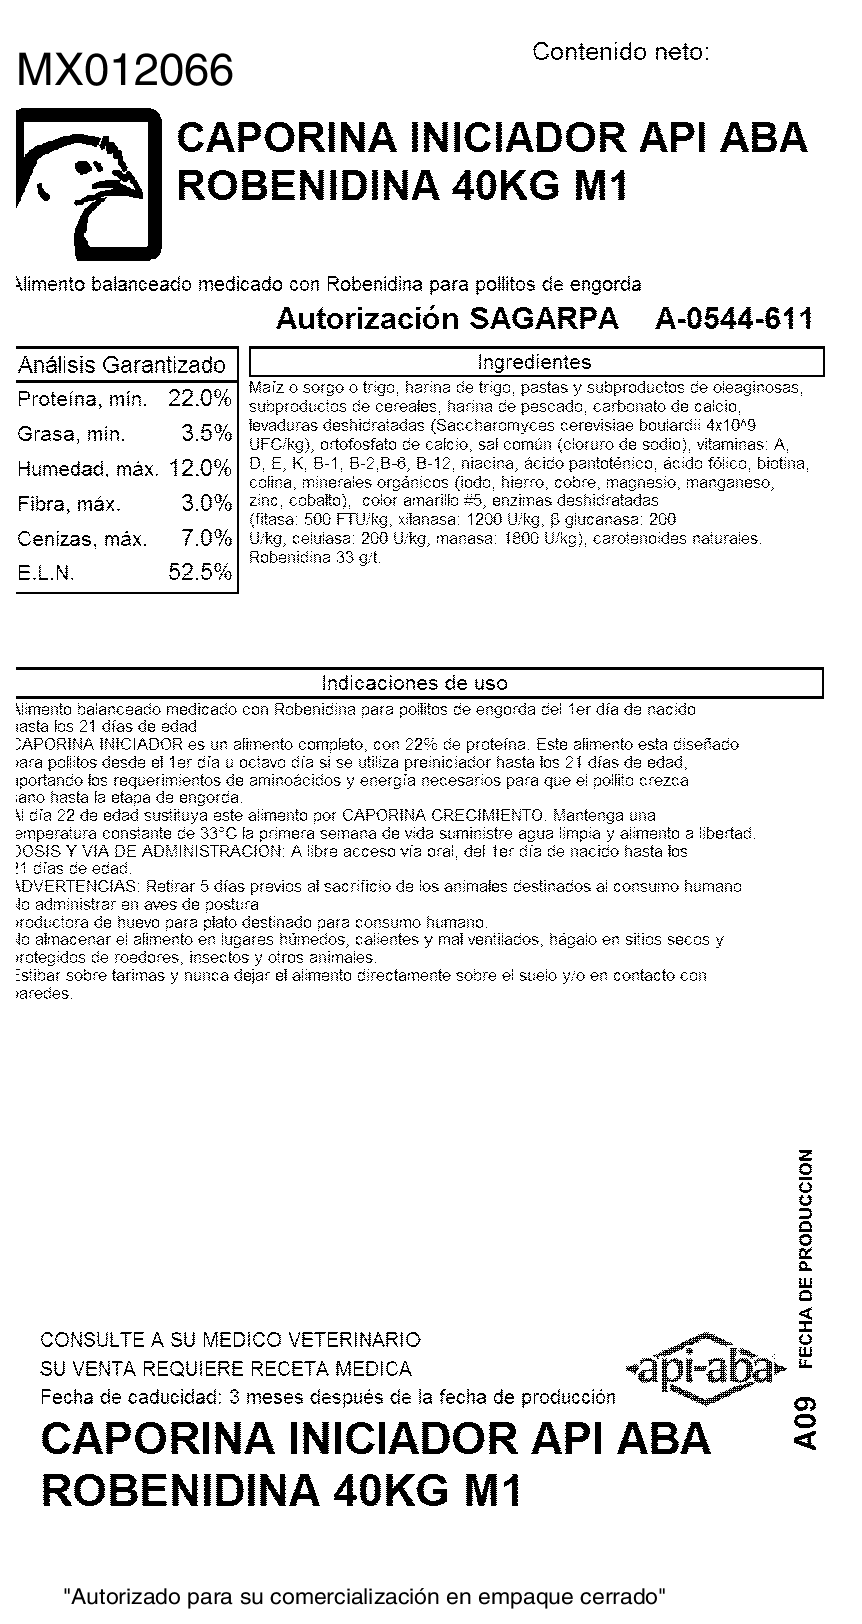 Contenido neto:
MX012066
CAPORINA INICIADOR API ABA
ROBENIDINA 40KG M1
Alimento balanceado medicado con Robenidina para pollitos de engorda
Autorización SAGARPA A-0544-611
Análisis Garantizado
Proteína, mín. 22.0%
Grasa, mín. 3.5%
Humedad, máx. 12.0%
Fibra, máx. 3.0%
Cenizas, máx. 7.0%
E.L.N. 52.5%
Ingredientes
Maíz o sorgo o trigo, harina de trigo, pastas y subproductos de oleaginosas,
subproductos de cereales, harina de pescado, carbonato de calcio,
levaduras deshidratadas (Saccharomyces cerevisiae boulardii 4x10^9
UFC/kg), ortofosfato de calcio, sal común (cloruro de sodio), vitaminas: A,
D, E, K, B-1, B-2,B-6, B-12, niacina, ácido pantoténico, ácido fólico, biotina,
colina, minerales orgánicos (iodo, hierro, cobre, magnesio, manganeso,
zinc, cobalto), color amarillo #5, enzimas deshidratadas
(fitasa: 500 FTU/kg, xilanasa: 1200 U/kg, β glucanasa: 200
U/kg, celulasa: 200 U/kg, manasa: 1800 U/kg), carotenoides naturales.
Robenidina 33 g/t.
Indicaciones de uso
Alimento balanceado medicado con Robenidina para pollitos de engorda del 1er día de nacido
hasta los 21 días de edad
CAPORINA INICIADOR es un alimento completo, con 22% de proteína. Este alimento esta diseñado
para pollitos desde el 1er día u octavo día si se utiliza preiniciador hasta los 21 días de edad,
aportando los requerimientos de aminoácidos y energía necesarios para que el pollito crezca
sano hasta la etapa de engorda.
Al día 22 de edad sustituya este alimento por CAPORINA CRECIMIENTO. Mantenga una
temperatura constante de 33°C la primera semana de vida suministre agua limpia y alimento a libertad.
DOSIS Y VIA DE ADMINISTRACION: A libre acceso vía oral, del 1er día de nacido hasta los
21 días de edad.
ADVERTENCIAS: Retirar 5 días previos al sacrificio de los animales destinados al consumo humano
No administrar en aves de postura
productora de huevo para plato destinado para consumo humano.
No almacenar el alimento en lugares húmedos, calientes y mal ventilados, hágalo en sitios secos y
protegidos de roedores, insectos y otros animales.
Estibar sobre tarimas y nunca dejar el alimento directamente sobre el suelo y/o en contacto con
paredes.
A09 FECHA DE PRODUCCION
CONSULTE A SU MEDICO VETERINARIO
SU VENTA REQUIERE RECETA MEDICA
Fecha de caducidad: 3 meses después de la fecha de producción
api-aba
CAPORINA INICIADOR API ABA
ROBENIDINA 40KG M1
"Autorizado para su comercialización en empaque cerrado"